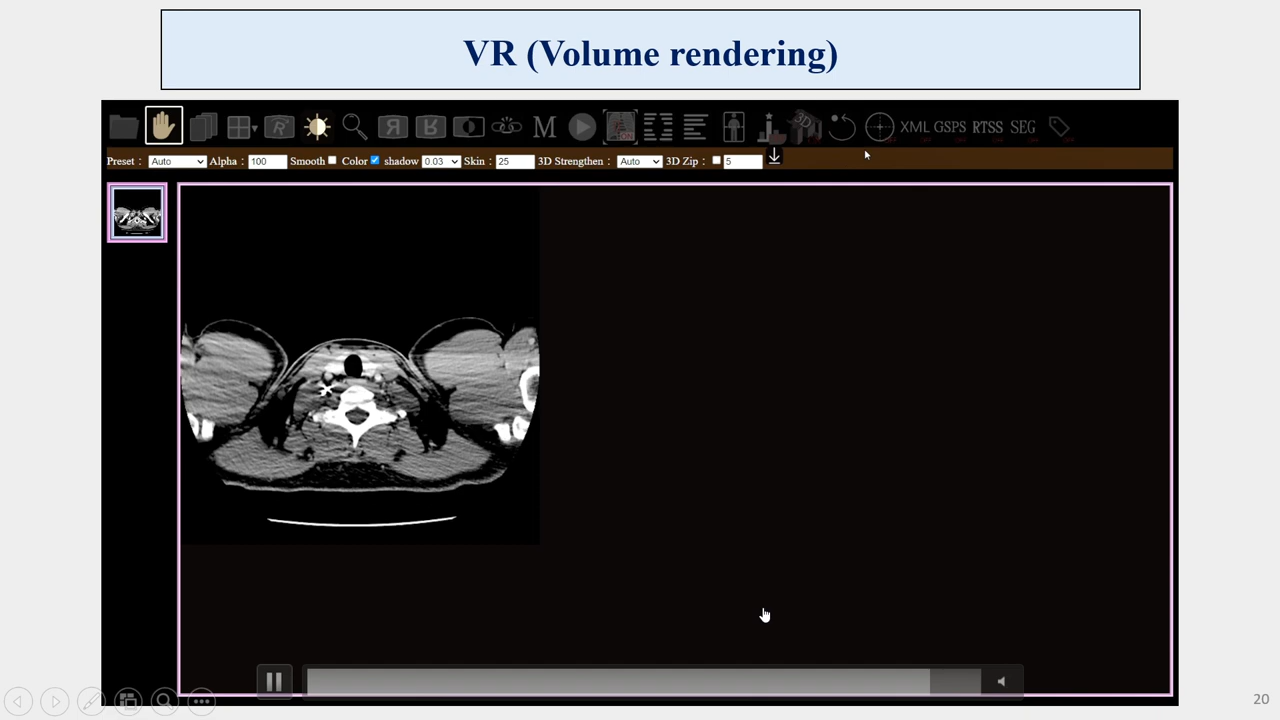 VR (Volume rendering)
R R R M 3D XML GSPS RTSS SEG
Preset : Auto Alpha : 100 Smooth Color shadow 0.03 Skin : 25 3D Strengthen : Auto 3D Zip : 5
20